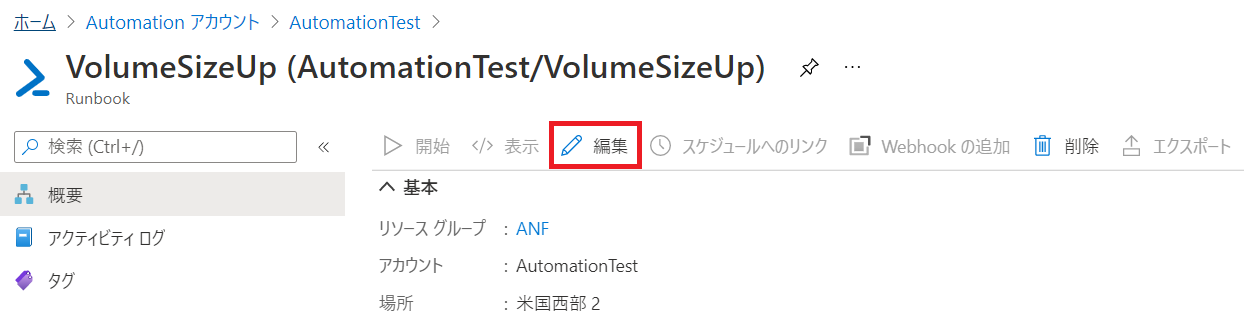 ホーム > Automation アカウント > AutomationTest >
VolumeSizeUp (AutomationTest/VolumeSizeUp) ...
Runbook
検索 (Ctrl+/) «
開始 </> 表示 編集 スケジュールへのリンク Webhook の追加 削除 エクスポート
概要
アクティビティ ログ
タグ
基本
リソース グループ : ANF
アカウント : AutomationTest
場所 : 米国西部 2